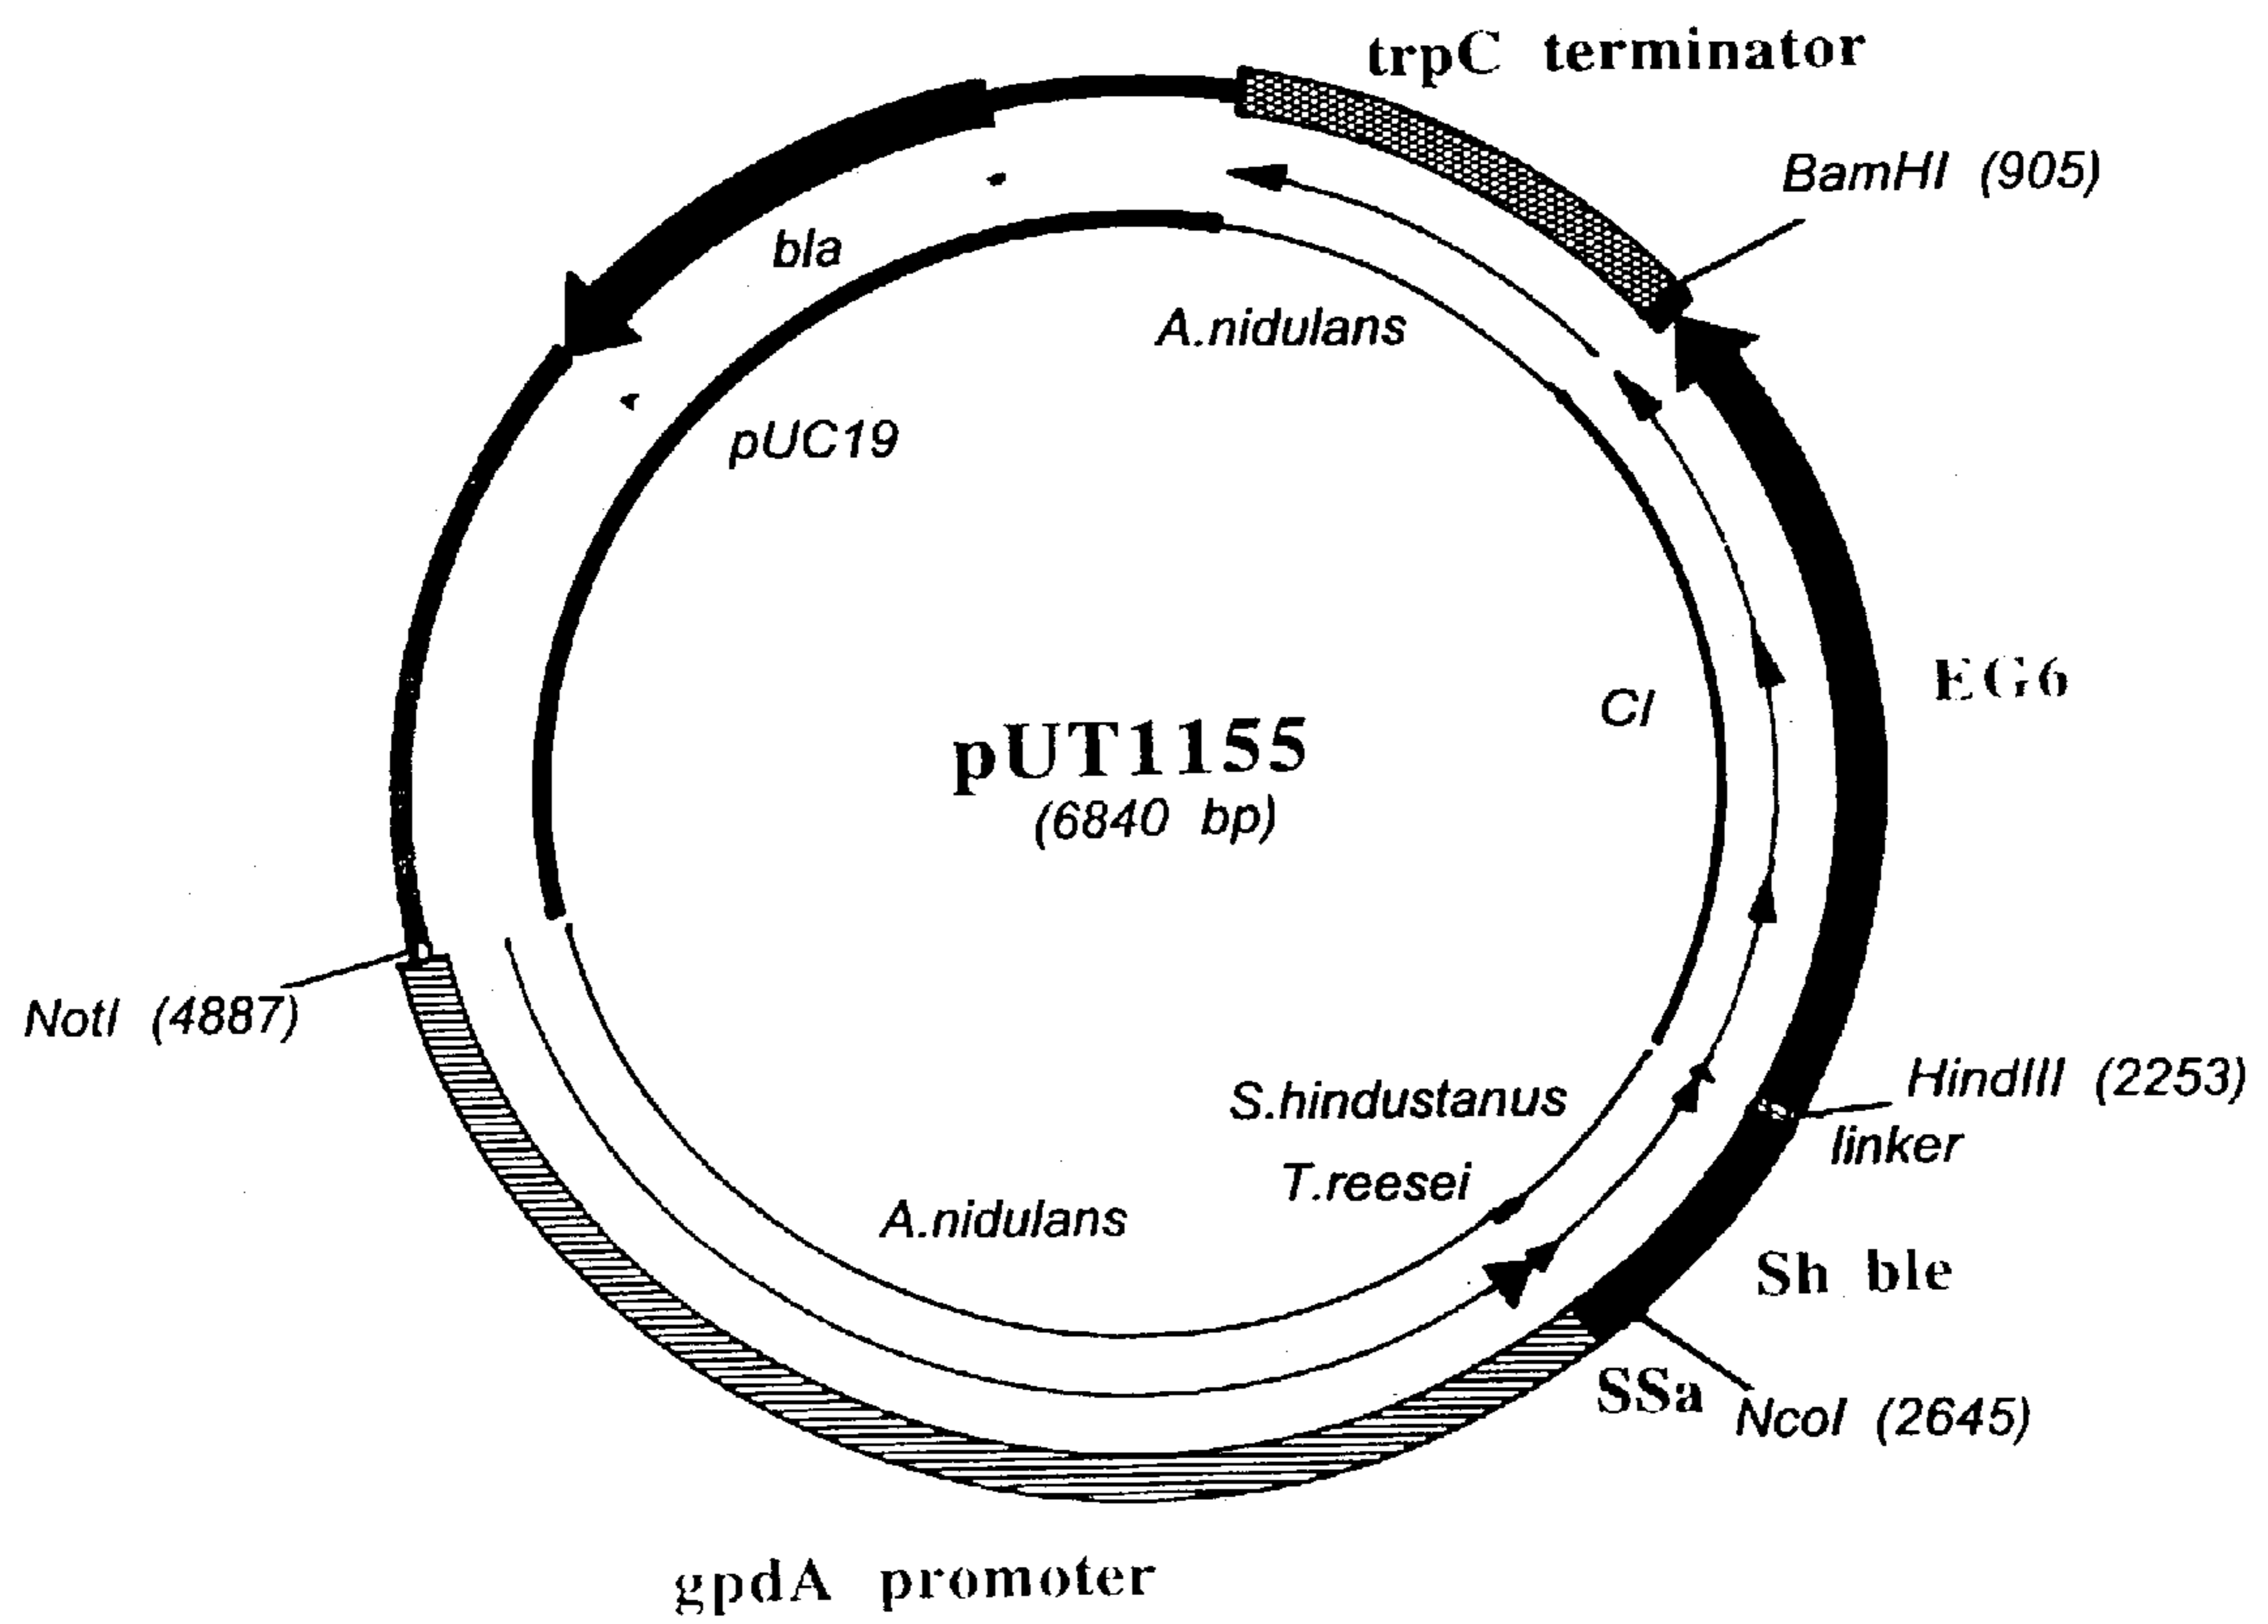 trpC terminator
BamHI (905)
bla
A.nidulans
pUC19
EG6
Cl
pUT1155
(6840 bp)
NotI (4887)
HindIII (2253)
linker
S.hindustanus
T.reesei
A.nidulans
Sh ble
SSa
NcoI (2645)
gpdA promoter